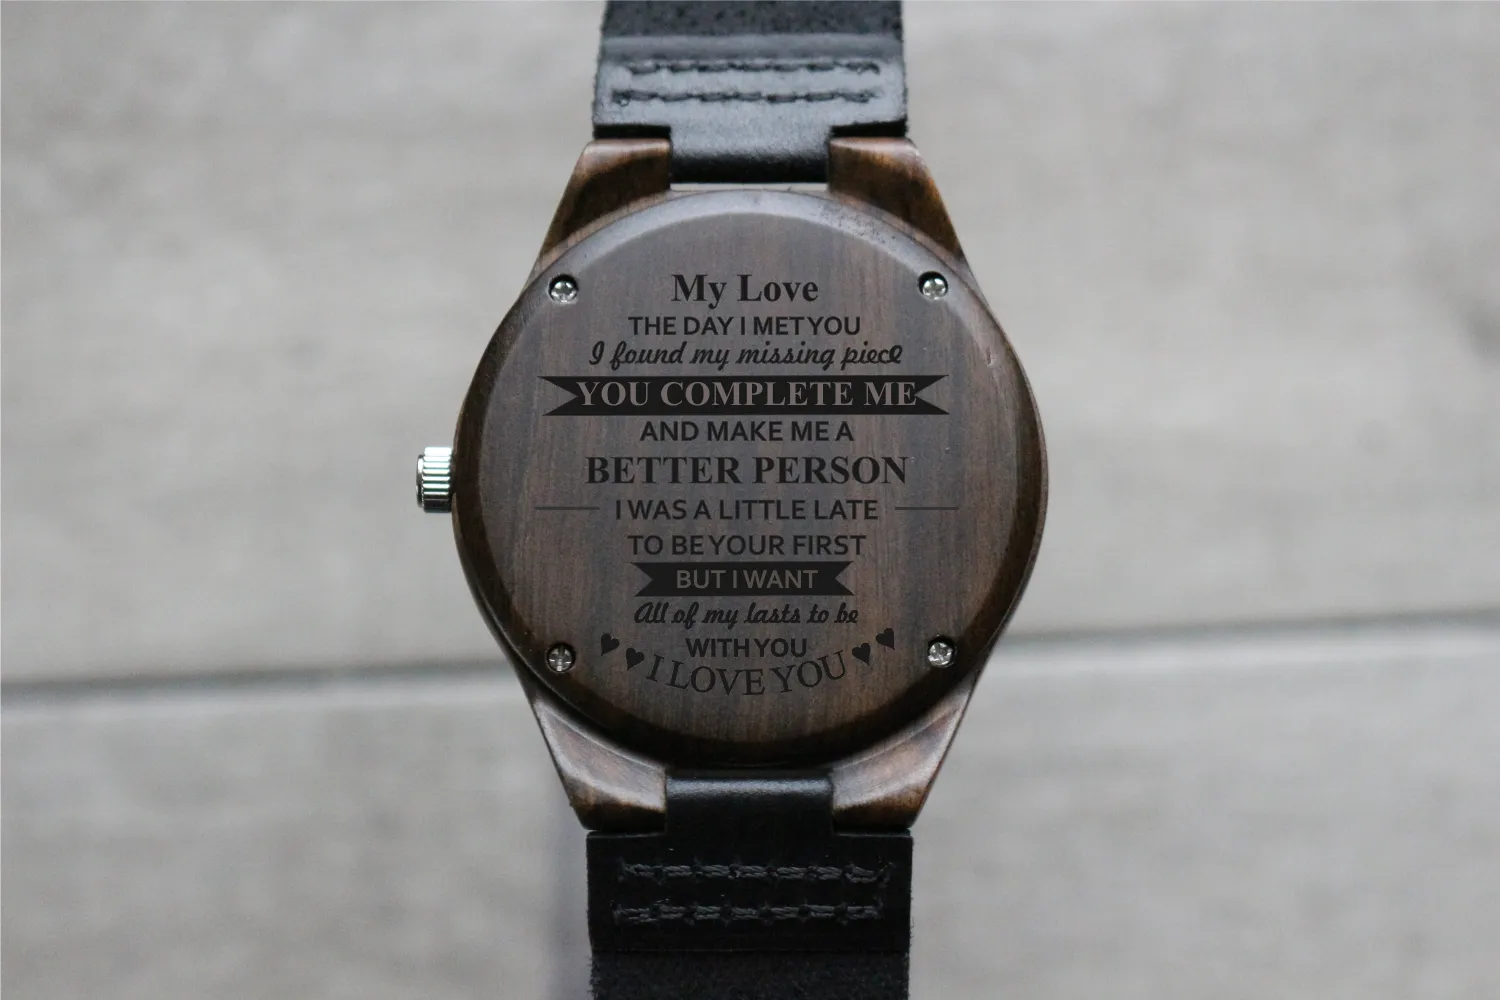 My Love
THE DAY I MET YOU
I found my missing piece
YOU COMPLETE ME
AND MAKE ME A
BETTER PERSON
I WAS A LITTLE LATE
TO BE YOUR FIRST
BUT I WANT
All of my lasts to be
WITH YOU
I LOVE YOU